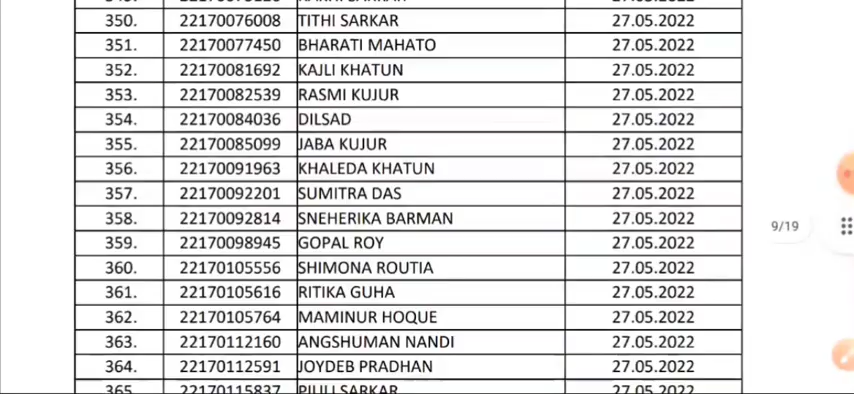 350. 22170076008 TITHI SARKAR 27.05.2022
351. 22170077450 BHARATI MAHATO 27.05.2022
352. 22170081692 KAJLI KHATUN 27.05.2022
353. 22170082539 RASMI KUJUR 27.05.2022
354. 22170084036 DILSAD 27.05.2022
355. 22170085099 JABA KUJUR 27.05.2022
356. 22170091963 KHALEDA KHATUN 27.05.2022
357. 22170092201 SUMITRA DAS 27.05.2022
358. 22170092814 SNEHERIKA BARMAN 27.05.2022
9/19
359. 22170098945 GOPAL ROY 27.05.2022
360. 22170105556 SHIMONA ROUTIA 27.05.2022
361. 22170105616 RITIKA GUHA 27.05.2022
362. 22170105764 MAMINUR HOQUE 27.05.2022
363. 22170112160 ANGSHUMAN NANDI 27.05.2022
364. 22170112591 JOYDEB PRADHAN 27.05.2022
365. 22170115837 SARKAR 27.05.2022